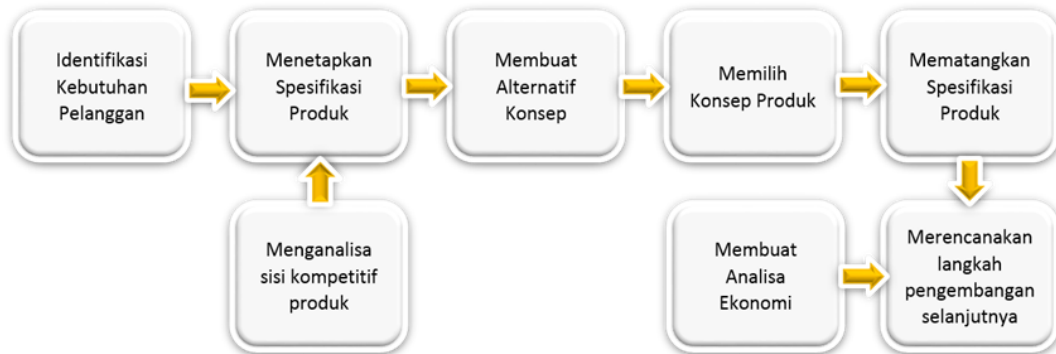 Identifikasi
Kebutuhan
Pelanggan
Menetapkan
Spesifikasi
Produk
Membuat
Alternatif
Konsep
Memilih
Konsep Produk
Mematangkan
Spesifikasi
Produk
Menganalisa
sisi kompetitif
produk
Membuat
Analisa
Ekonomi
Merencanakan
langkah
pengembangan
selanjutnya